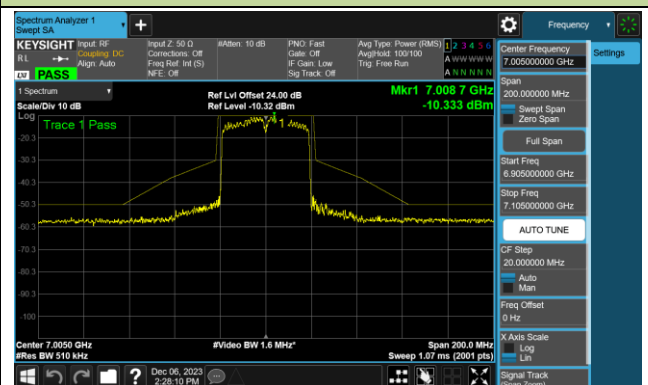 Spectrum Analyzer 1
Swept SA
Frequency
KEYSIGHT
RL
Input: RF
Coupling: DC
Align: Auto
Input Z: 50 Ω
Corrections: Off
Freq Ref: Int (S)
NFE: Off
#Atten: 10 dB
PNO: Fast
Gate: Off
IF Gain: Low
Sig Track: Off
Avg Type: Power (RMS)
Avg|Hold: 100/100
Trig: Free Run
1 2 3 4 5 6
A W W W W W
A N N N N N
LXI
PASS
1 Spectrum
Scale/Div 10 dB
Ref Lvl Offset 24.00 dB
Ref Level -10.32 dBm
Mkr1 7.008 7 GHz
-10.333 dBm
Log
Trace 1 Pass
1
-20.3
-30.3
-40.3
-50.3
-60.3
-70.3
-80.3
-90.3
-100
Center 7.0050 GHz
#Res BW 510 kHz
#Video BW 1.6 MHz*
Span 200.0 MHz
Sweep 1.07 ms (2001 pts)
Dec 06, 2023
2:28:10 PM
Center Frequency
7.005000000 GHz
Settings
Span
200.000000 MHz
Swept Span
Zero Span
Full Span
Start Freq
6.905000000 GHz
Stop Freq
7.105000000 GHz
AUTO TUNE
CF Step
20.000000 MHz
Auto
Man
Freq Offset
0 Hz
X Axis Scale
Log
Lin
Signal Track
(Span Zoom)